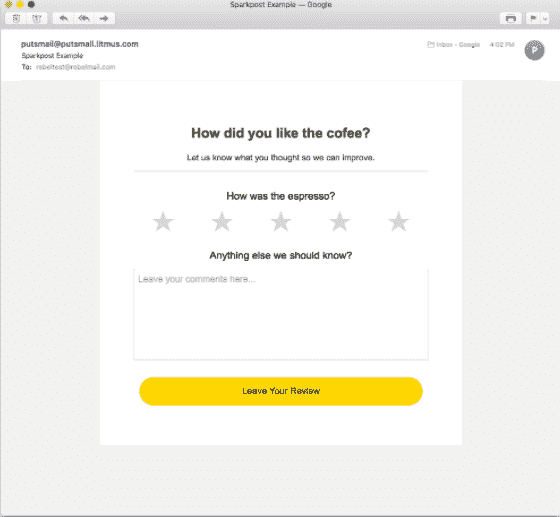 Sparkpost Example — Google
putsmail@putsmail.litmus.com
Inbox - Google 4:02 PM
P
Sparkpost Example
To: rebeltest@rebelmail.com
How did you like the cofee?
Let us know what you thought so we can improve.
How was the espresso?
Anything else we should know?
Leave your comments here...
Leave Your Review